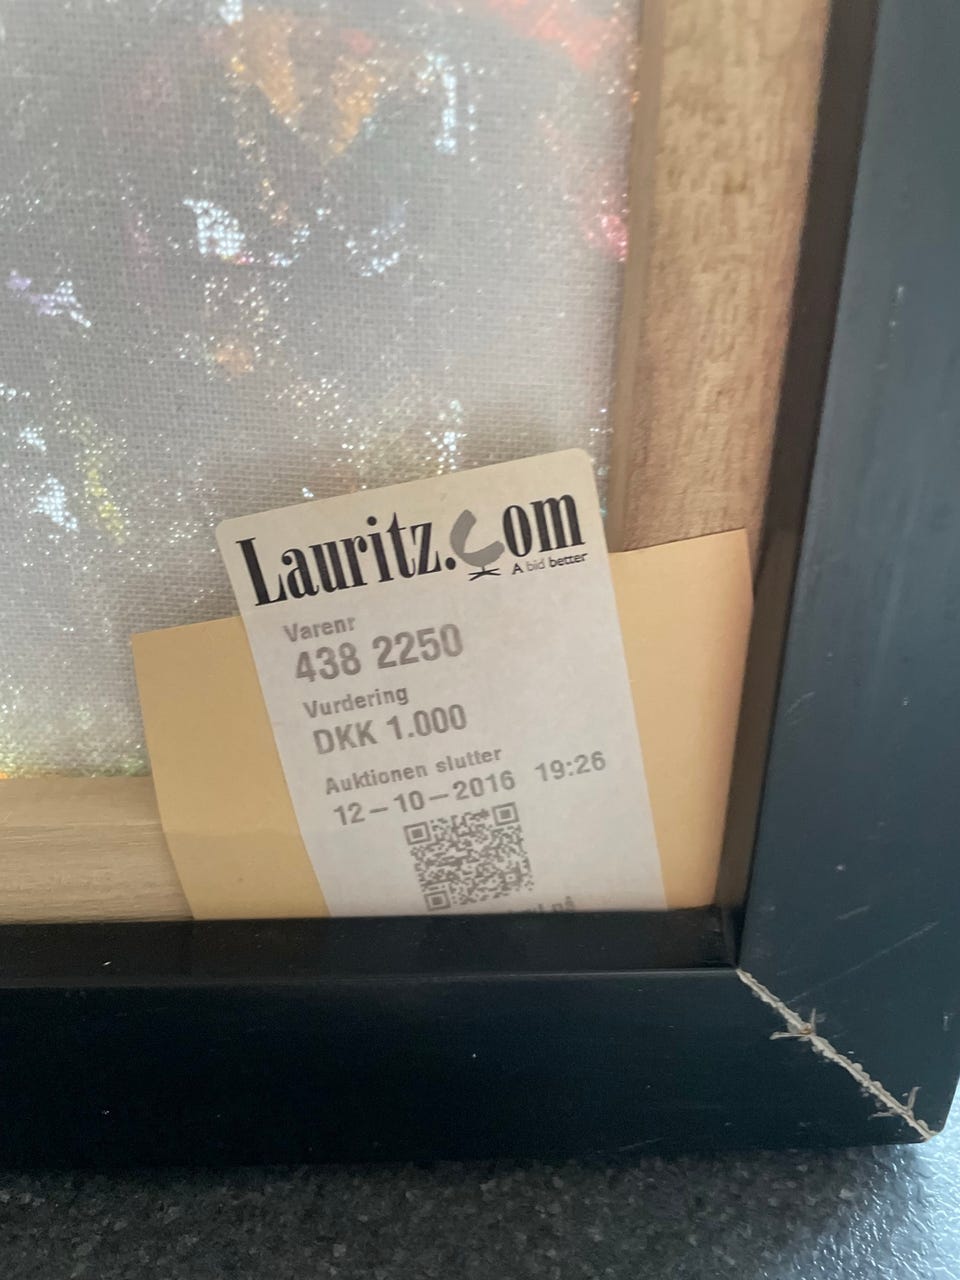 Lauritz.com
A bid better
Varenr
438 2250
Vurdering
DKK 1.000
Auktionen slutter
12-10-2016 19:26